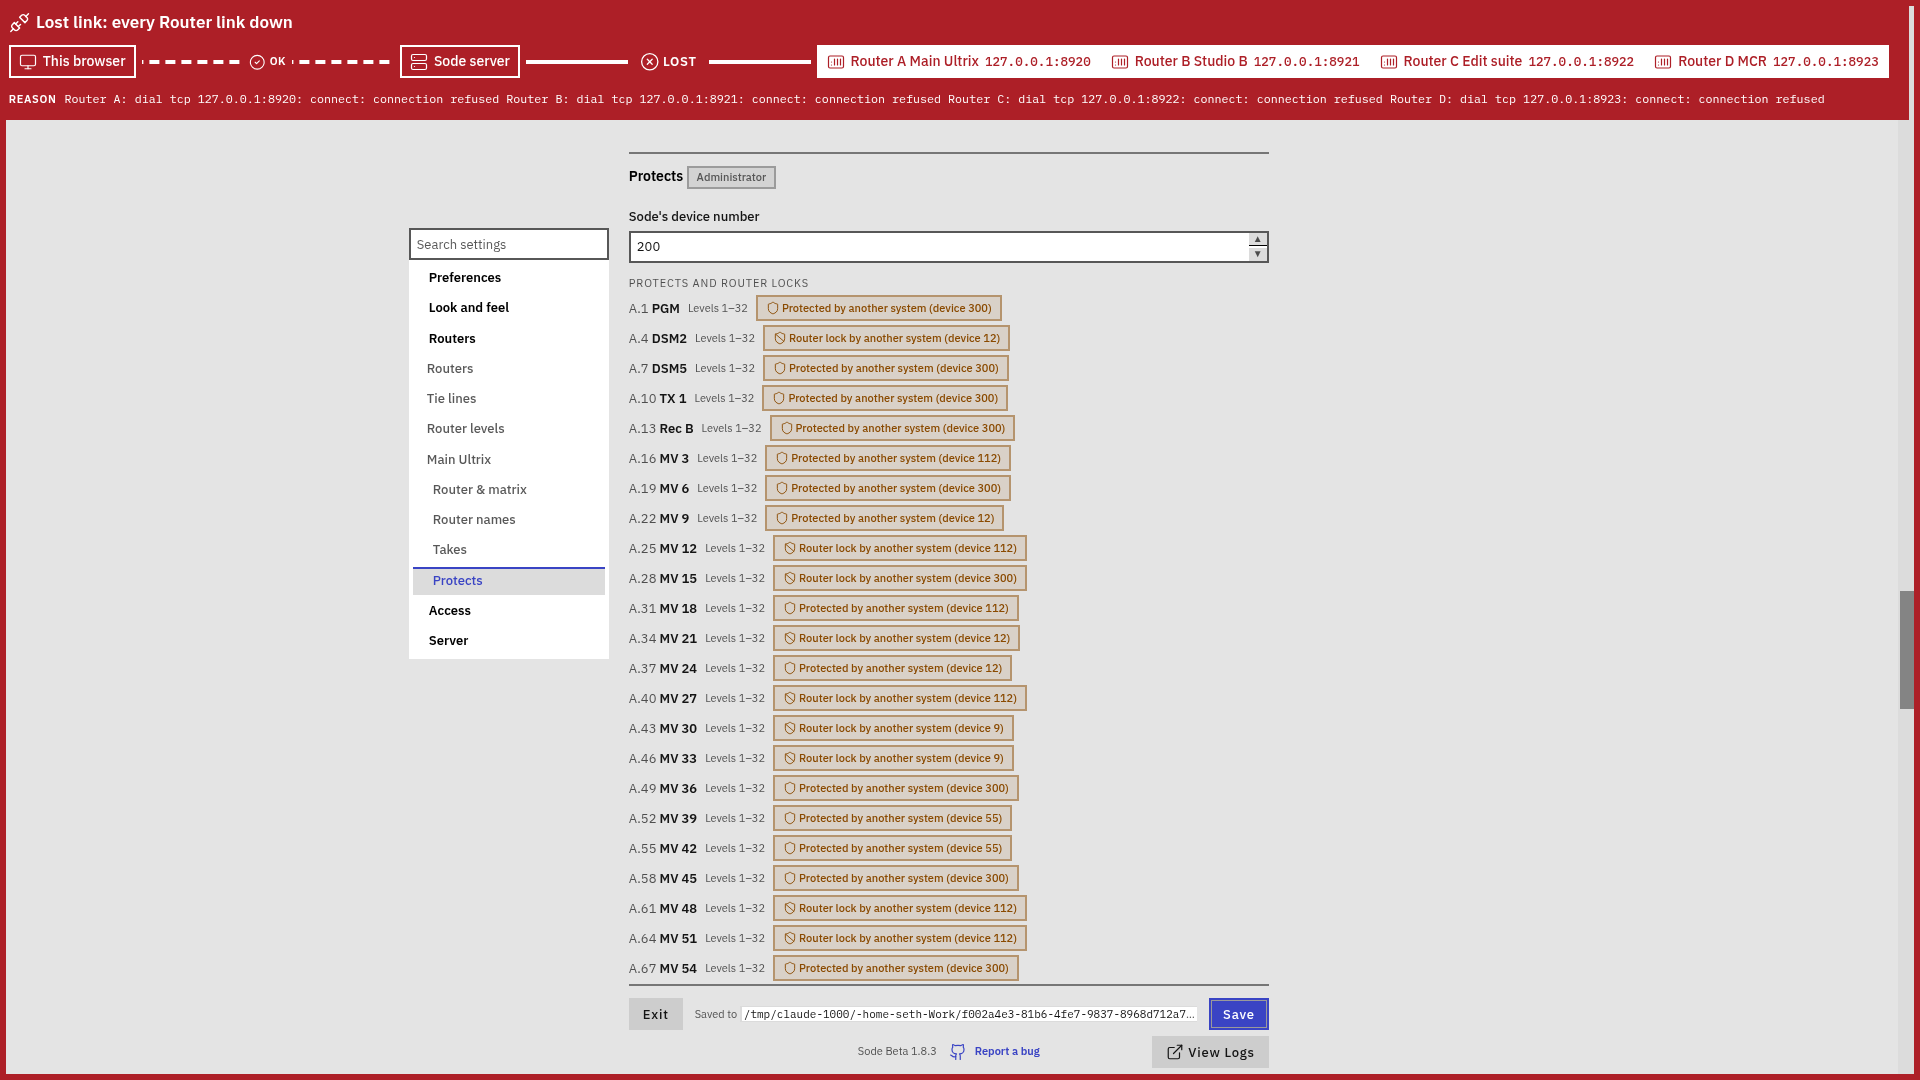 Lost link: every Router link down
This browser
OK
Sode server
LOST
Router A Main Ultrix 127.0.0.1:8920
Router B Studio B 127.0.0.1:8921
Router C Edit suite 127.0.0.1:8922
Router D MCR 127.0.0.1:8923
REASON Router A: dial tcp 127.0.0.1:8920: connect: connection refused Router B: dial tcp 127.0.0.1:8921: connect: connection refused Router C: dial tcp 127.0.0.1:8922: connect: connection refused Router D: dial tcp 127.0.0.1:8923: connect: connection refused
Search settings
Preferences
Look and feel
Routers
Routers
Tie lines
Router levels
Main Ultrix
Router & matrix
Router names
Takes
Protects
Access
Server
Protects Administrator
Sode's device number
200
PROTECTS AND ROUTER LOCKS
A.1 PGM Levels 1–32 Protected by another system (device 300)
A.4 DSM2 Levels 1–32 Router lock by another system (device 12)
A.7 DSM5 Levels 1–32 Protected by another system (device 300)
A.10 TX 1 Levels 1–32 Protected by another system (device 300)
A.13 Rec B Levels 1–32 Protected by another system (device 300)
A.16 MV 3 Levels 1–32 Protected by another system (device 112)
A.19 MV 6 Levels 1–32 Protected by another system (device 300)
A.22 MV 9 Levels 1–32 Protected by another system (device 12)
A.25 MV 12 Levels 1–32 Router lock by another system (device 112)
A.28 MV 15 Levels 1–32 Router lock by another system (device 300)
A.31 MV 18 Levels 1–32 Protected by another system (device 112)
A.34 MV 21 Levels 1–32 Router lock by another system (device 12)
A.37 MV 24 Levels 1–32 Protected by another system (device 12)
A.40 MV 27 Levels 1–32 Router lock by another system (device 112)
A.43 MV 30 Levels 1–32 Router lock by another system (device 9)
A.46 MV 33 Levels 1–32 Router lock by another system (device 9)
A.49 MV 36 Levels 1–32 Protected by another system (device 300)
A.52 MV 39 Levels 1–32 Protected by another system (device 55)
A.55 MV 42 Levels 1–32 Protected by another system (device 55)
A.58 MV 45 Levels 1–32 Protected by another system (device 300)
A.61 MV 48 Levels 1–32 Router lock by another system (device 112)
A.64 MV 51 Levels 1–32 Router lock by another system (device 112)
A.67 MV 54 Levels 1–32 Protected by another system (device 300)
Exit
Saved to /tmp/claude-1000/-home-seth-Work/f002a4e3-81b6-4fe7-9837-8968d712a7…
Save
Sode Beta 1.8.3
Report a bug
View Logs